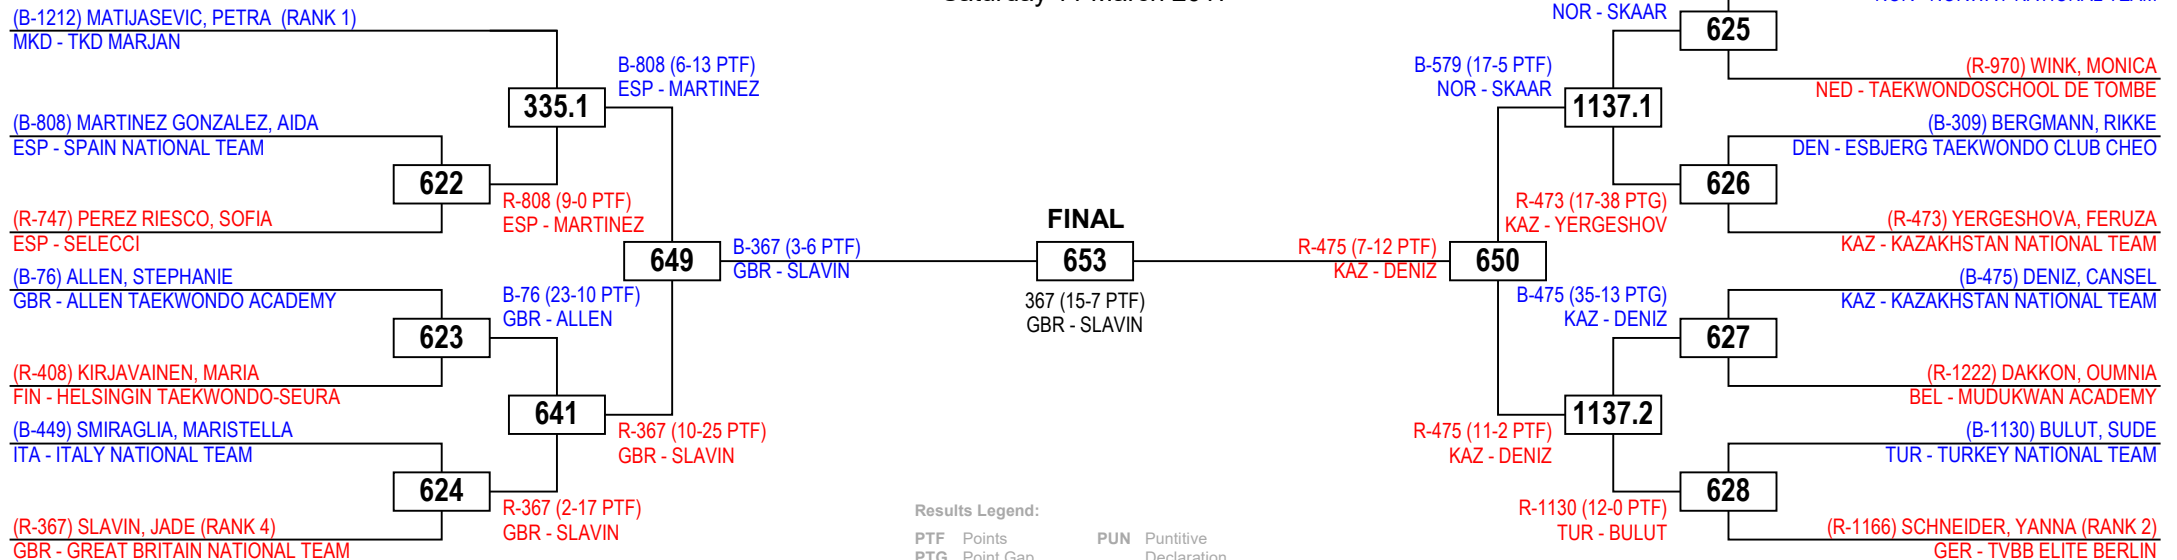 (B-1212) MATIJASEVIC, PETRA  (RANK 1)
MKD - TKD MARJAN
335.1
B-808 (6-13 PTF)
ESP - MARTINEZ
(B-808) MARTINEZ GONZALEZ, AIDA
ESP - SPAIN NATIONAL TEAM
622
R-808 (9-0 PTF)
ESP - MARTINEZ
(R-747) PEREZ RIESCO, SOFIA
ESP - SELECCI
649
B-367 (3-6 PTF)
GBR - SLAVIN
(B-76) ALLEN, STEPHANIE
GBR - ALLEN TAEKWONDO ACADEMY
623
B-76 (23-10 PTF)
GBR - ALLEN
(R-408) KIRJAVAINEN, MARIA
FIN - HELSINGIN TAEKWONDO-SEURA
641
R-367 (10-25 PTF)
GBR - SLAVIN
(B-449) SMIRAGLIA, MARISTELLA
ITA - ITALY NATIONAL TEAM
624
R-367 (2-17 PTF)
GBR - SLAVIN
(R-367) SLAVIN, JADE (RANK 4)
GBR - GREAT BRITAIN NATIONAL TEAM
FINAL
653
367 (15-7 PTF)
GBR - SLAVIN
Results Legend:
PTF Points
PUN Puntitive
PTG Point Gap
Declaration
NOR - SKAAR
625
(R-970) WINK, MONICA
NED - TAEKWONDOSCHOOL DE TOMBE
B-579 (17-5 PTF)
NOR - SKAAR
1137.1
(B-309) BERGMANN, RIKKE
DEN - ESBJERG TAEKWONDO CLUB CHEO
626
R-473 (17-38 PTG)
KAZ - YERGESHOV
(R-473) YERGESHOVA, FERUZA
KAZ - KAZAKHSTAN NATIONAL TEAM
R-475 (7-12 PTF)
KAZ - DENIZ
650
(B-475) DENIZ, CANSEL
KAZ - KAZAKHSTAN NATIONAL TEAM
B-475 (35-13 PTG)
KAZ - DENIZ
627
(R-1222) DAKKON, OUMNIA
BEL - MUDUKWAN ACADEMY
1137.2
R-475 (11-2 PTF)
KAZ - DENIZ
(B-1130) BULUT, SUDE
TUR - TURKEY NATIONAL TEAM
628
R-1130 (12-0 PTF)
TUR - BULUT
(R-1166) SCHNEIDER, YANNA (RANK 2)
GER - TVBB ELITE BERLIN